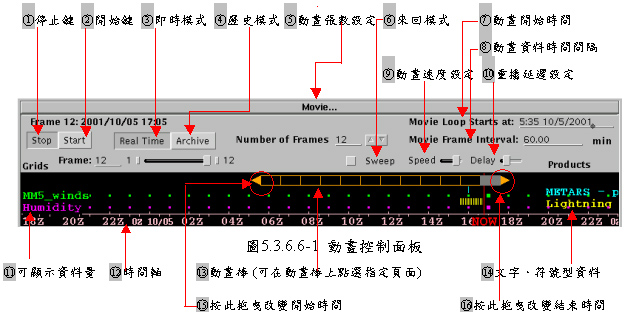 ①停止鍵 ②開始鍵 ③即時模式 ④歷史模式 ⑤動畫張數設定 ⑥來回模式 ⑦動畫開始時間
⑧動畫資料時間間隔
⑨動畫速度設定 ⑩重播延遲設定
Movie...
Frame 12: 2001/10/05 17:05 Movie Loop Starts at: 5:35 10/5/2001
Stop Start Real Time Archive Number of Frames 12 Movie Frame Interval: 60.00 min
Grids Frame: 12 1 12 Sweep Speed Delay Products
MM5_winds METARS -.p
Humidity Lightning
18Z 20Z 22Z 0Z 10/05 04Z 06Z 08Z 10Z 12Z 14Z 16Z NOW 18Z 20Z 22Z 0Z
圖5.3.6.6-1 動畫控制面板
⑪可顯示資料量 ⑫時間軸 ⑬動畫棒(可在動畫棒上點選指定頁面) ⑭文字、符號型資料
⑮按此拖曳改變開始時間 ⑯按此拖曳改變結束時間